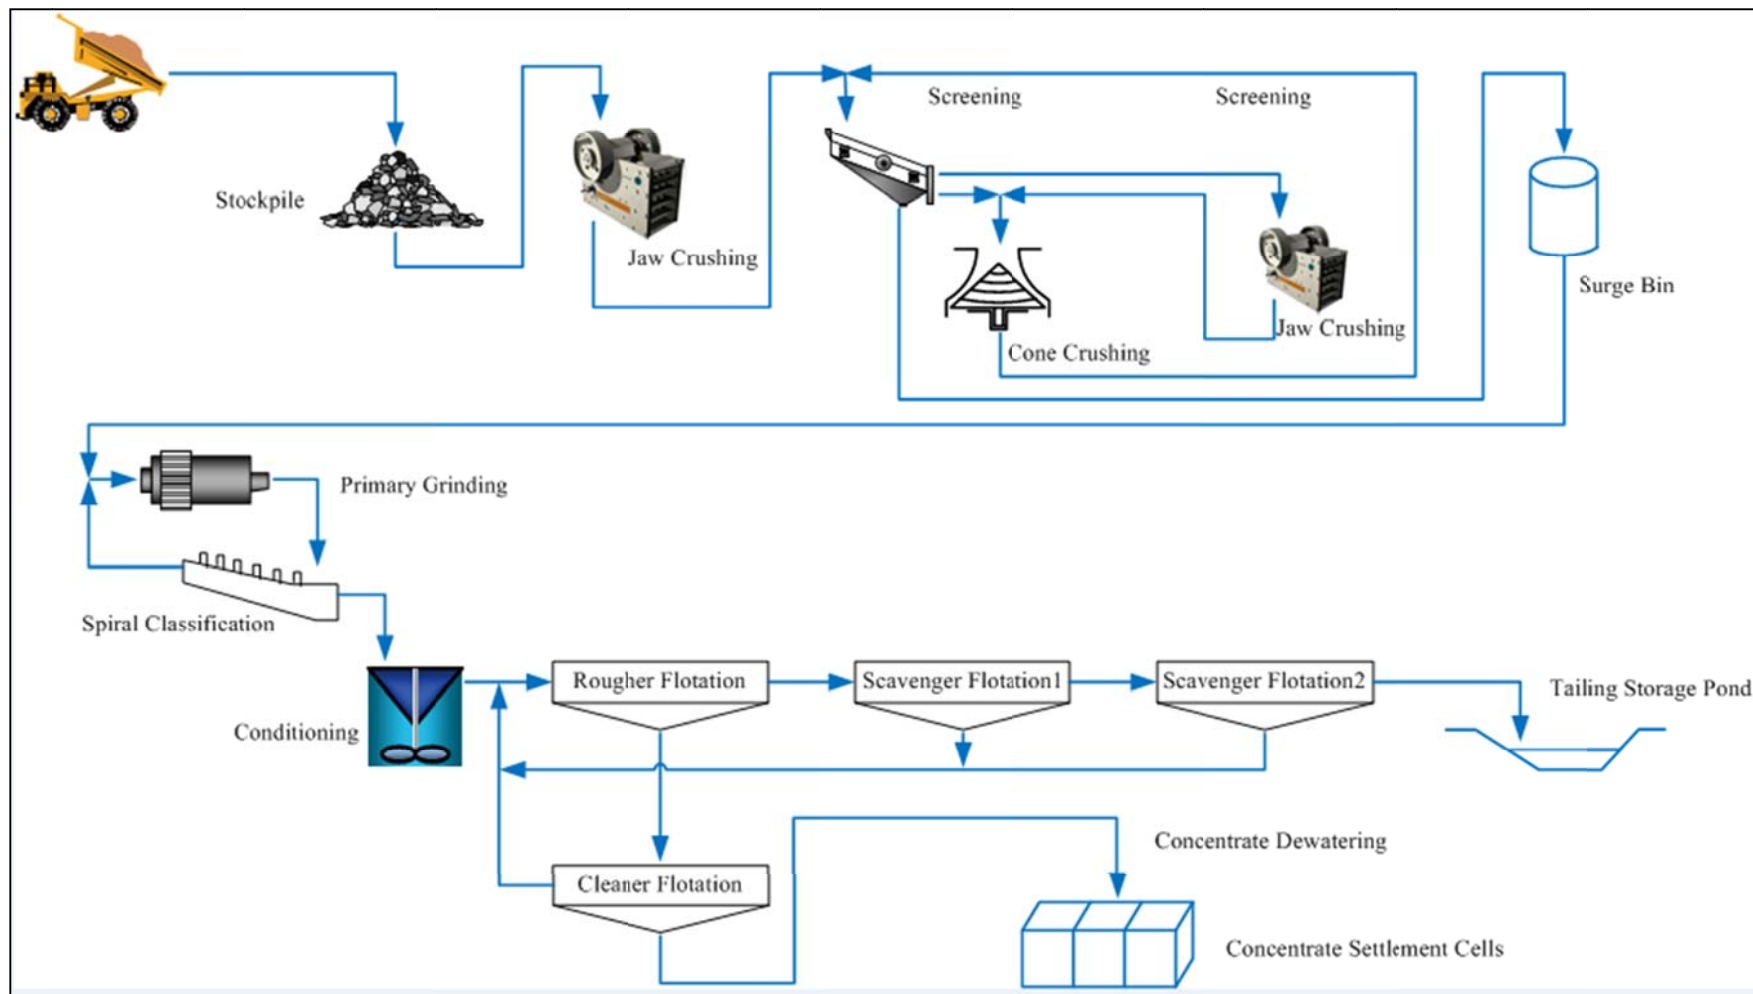 Screening
Screening
Stockpile
Jaw Crushing
Surge Bin
Jaw Crushing
Cone Crushing
Primary Grinding
Spiral Classification
Rougher Flotation
Scavenger Flotation1
Scavenger Flotation2
Tailing Storage Pond
Conditioning
Concentrate Dewatering
Cleaner Flotation
Concentrate Settlement Cells